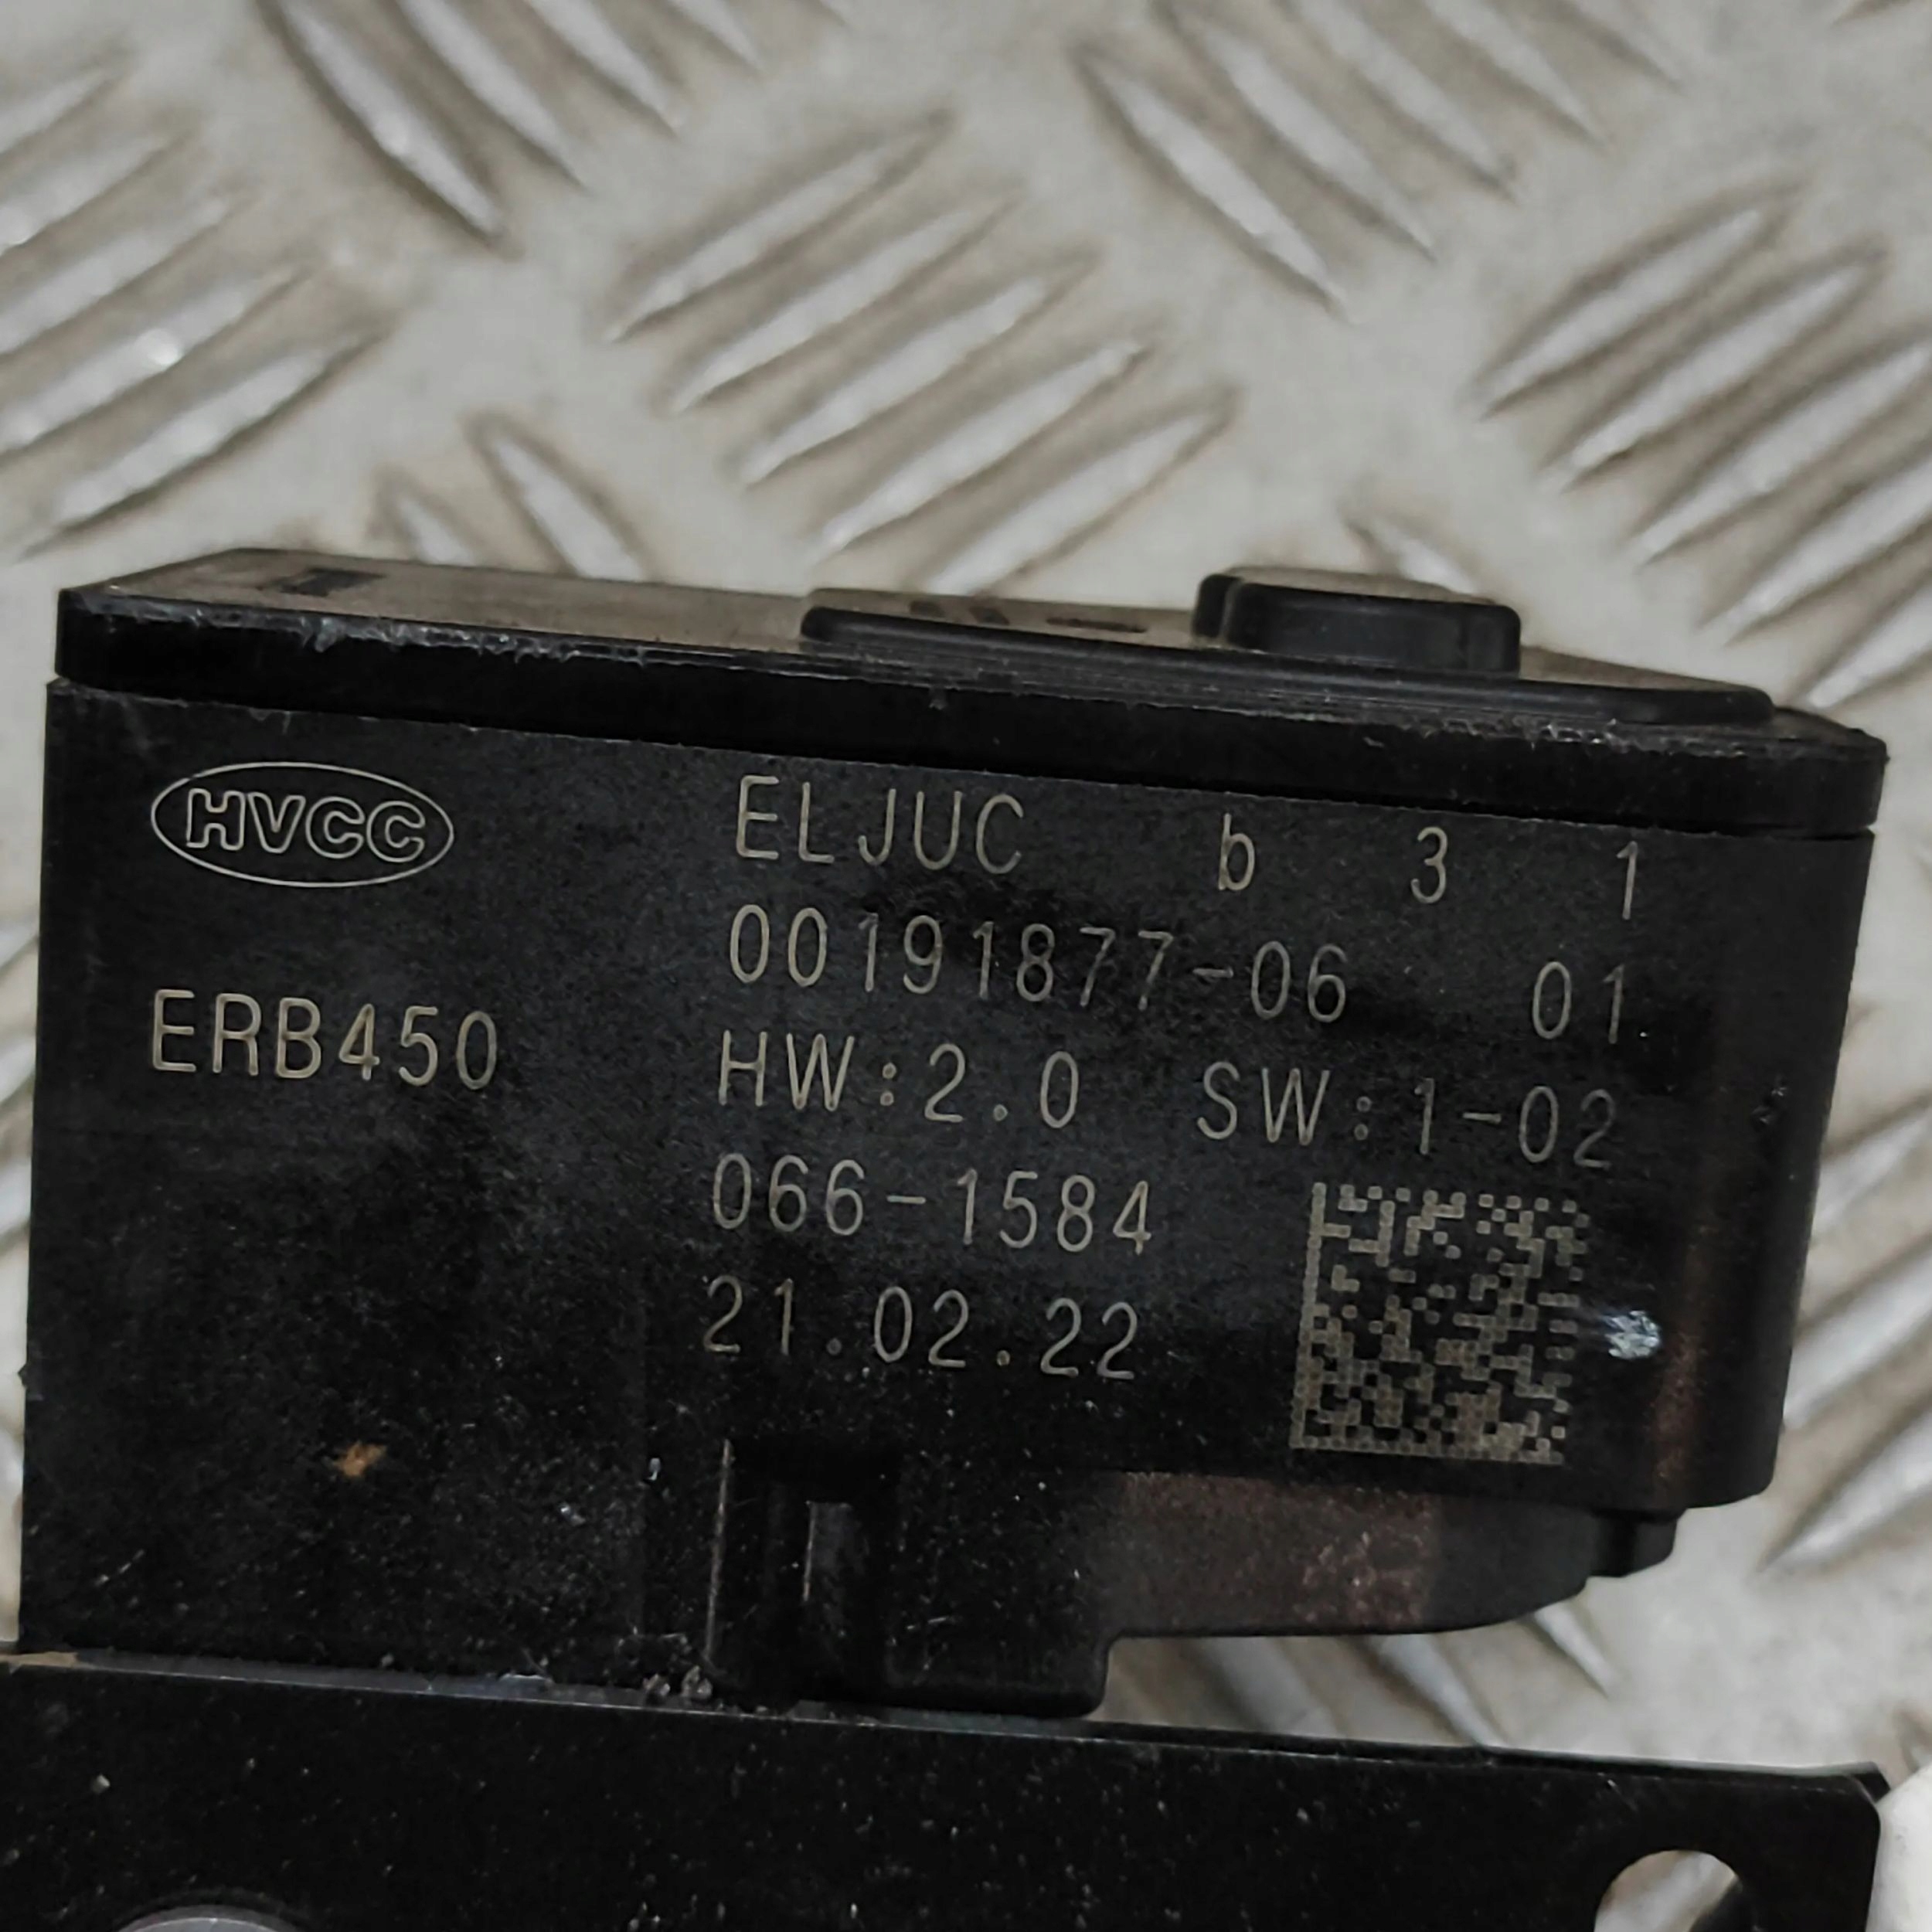 HVCC
ERB450
ELJUC b 3 1
00191877-06 01
HW:2.0 SW:1-02
066-1584
21.02.22